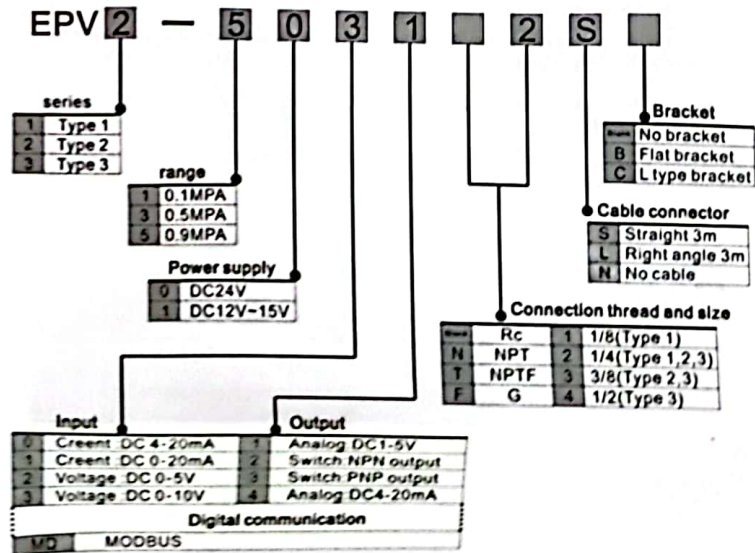 EPV 2 - 5 0 3 1 2 S
series
1 Type 1
2 Type 2
3 Type 3
range
1 0.1MPA
3 0.5MPA
5 0.9MPA
Power supply
0 DC24V
1 DC12V~15V
Bracket
No bracket
B Flat bracket
C L type bracket
Cable connector
S Straight 3m
L Right angle 3m
N No cable
Connection thread and size
Rc 1 1/8(Type 1)
N NPT 2 1/4(Type 1,2,3)
T NPTF 3 3/8(Type 2,3)
F G 4 1/2(Type 3)
Input
0 Creent :DC 4-20mA
1 Creent :DC 0-20mA
2 Voltage :DC 0-5V
3 Voltage :DC 0-10V
Output
1 Analog:DC1-5V
2 Switch:NPN output
3 Switch:PNP output
4 Analog:DC4-20mA
Digital communication
MD MODBUS